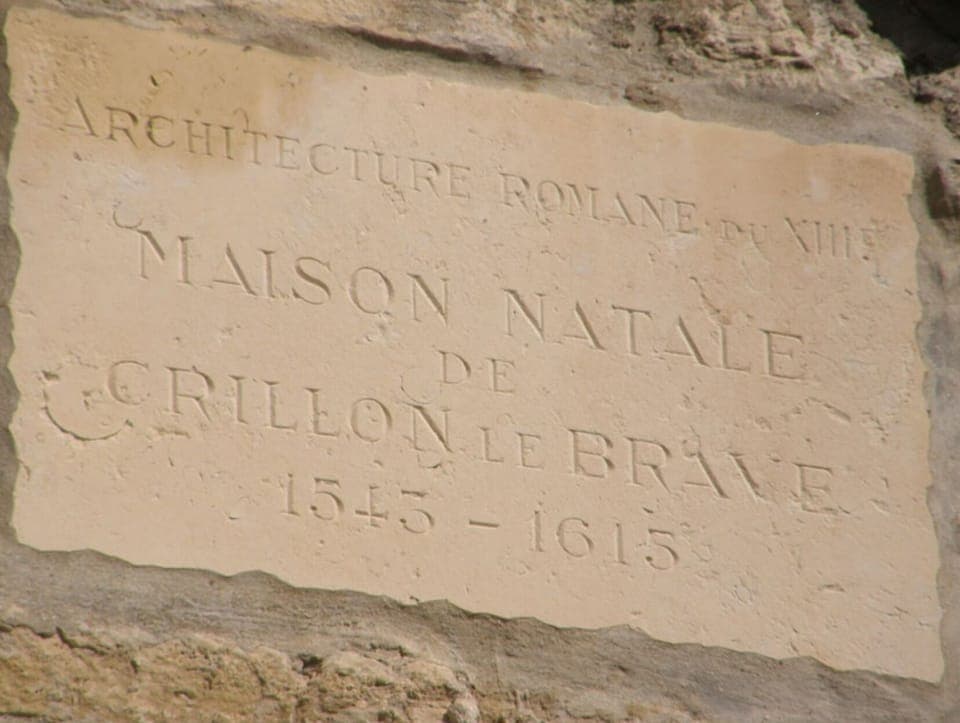 ARCHITECTURE ROMANE DU XIIIE
MAISON NATALE
DE
CRILLON LE BRAVE
1543 - 1615